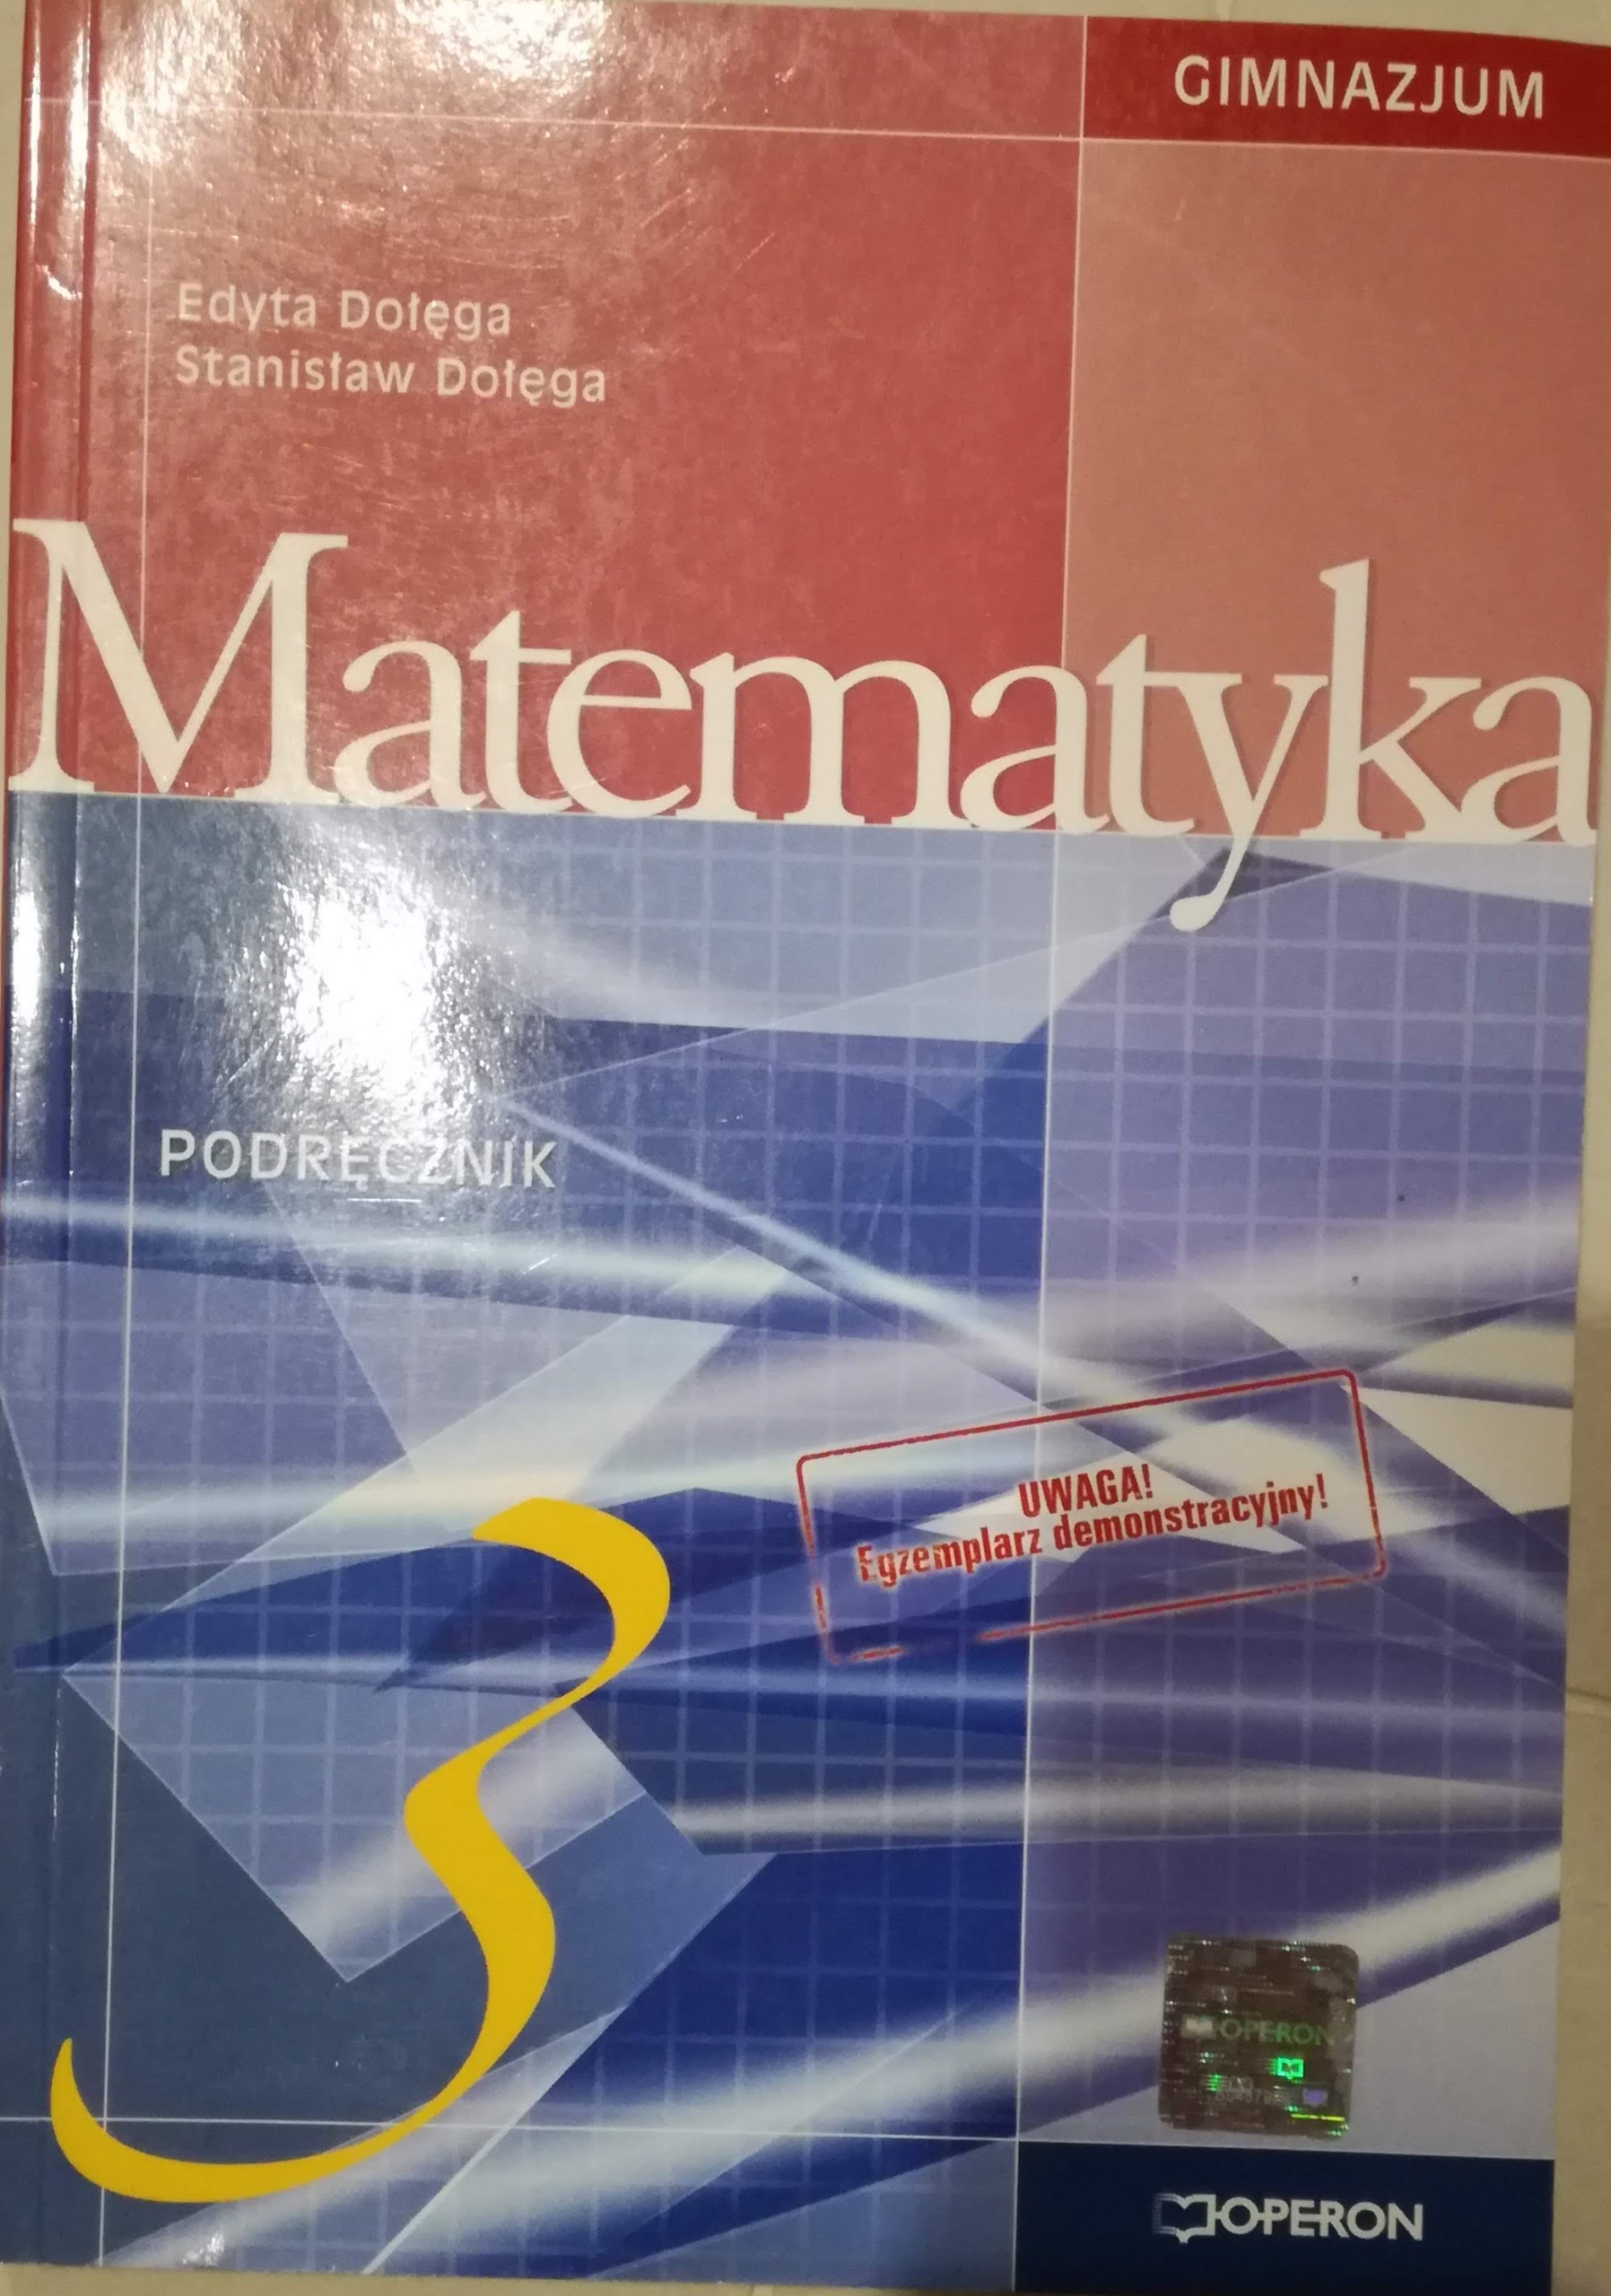 GIMNAZJUM
Edyta Dołęga
Stanisław Dołęga
Matematyka
PODRĘCZNIK
UWAGA!
Egzemplarz demonstracyjny!
3
OPERON
OPERON